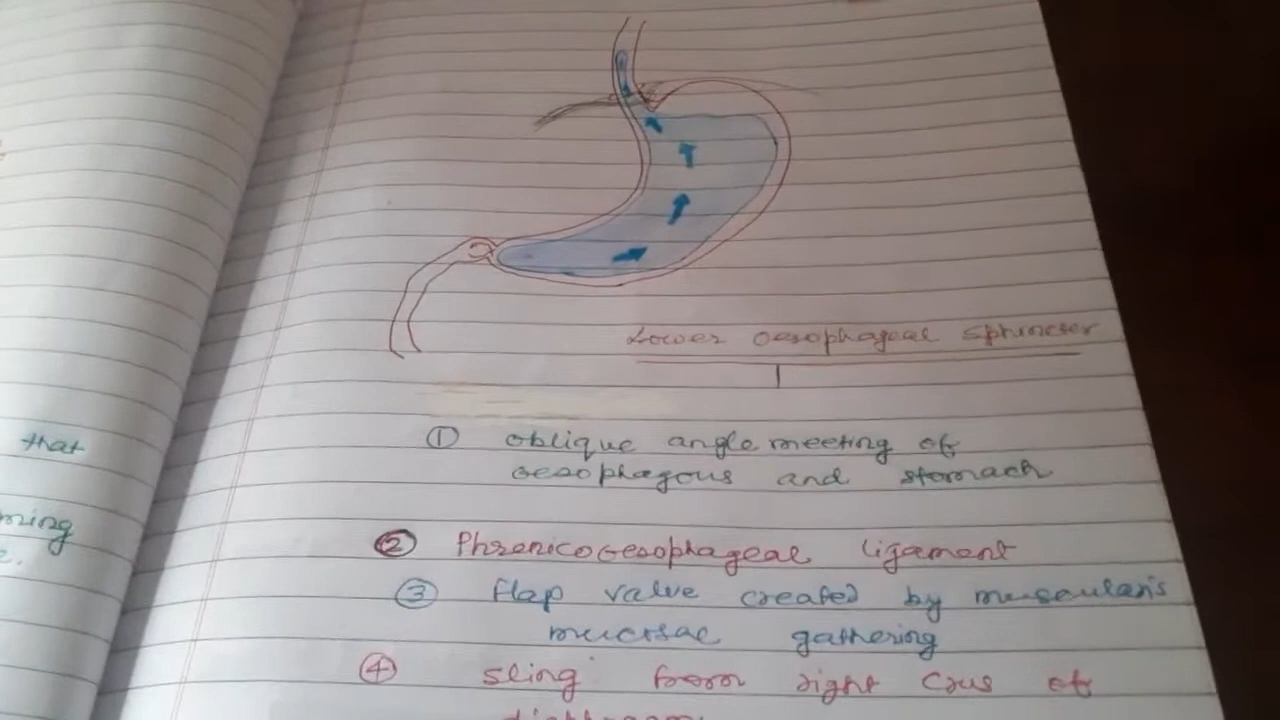 Lower oesophageal sphincter
① oblique angle meeting of
oesophagous and stomach
② Phrenicooesophageal ligament
③ flap valve created by muscularis
mucosae gathering
④ sling from right crus of
diaphragm
that
ming
e.